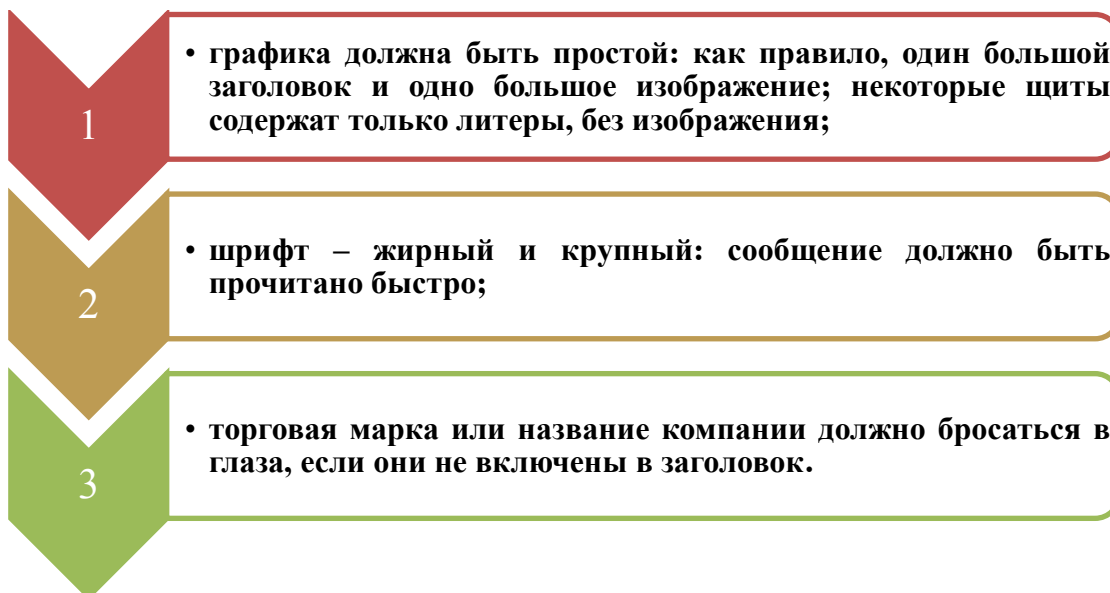 1
• графика должна быть простой: как правило, один большой
заголовок и одно большое изображение; некоторые щиты
содержат только литеры, без изображения;
2
• шрифт – жирный и крупный: сообщение должно быть
прочитано быстро;
3
• торговая марка или название компании должно бросаться в
глаза, если они не включены в заголовок.